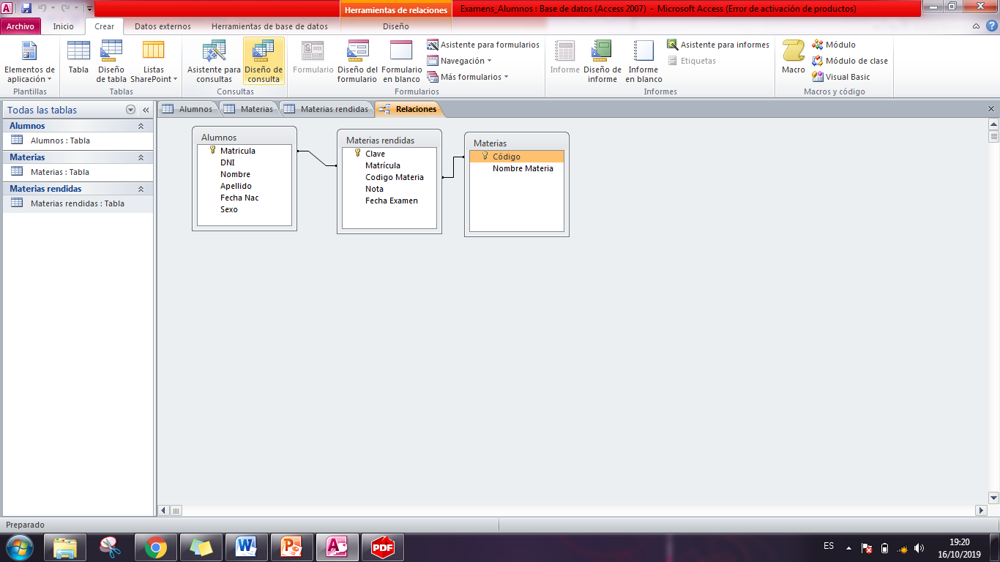 Herramientas de relaciones
Examens_Alumnos : Base de datos (Access 2007) - Microsoft Access (Error de activación de productos)
Archivo Inicio Crear Datos externos Herramientas de base de datos Diseño
Elementos de aplicación
Tabla
Diseño de tabla
Listas SharePoint
Asistente para consultas
Diseño de consulta
Formulario
Diseño del formulario
Formulario en blanco
Asistente para formularios
Navegación
Más formularios
Informe
Diseño de informe
Informe en blanco
Asistente para informes
Etiquetas
Macro
Módulo
Módulo de clase
Visual Basic
Plantillas Tablas Consultas Formularios Informes Macros y código
Todas las tablas
Alumnos
Alumnos : Tabla
Materias
Materias : Tabla
Materias rendidas
Materias rendidas : Tabla
Alumnos Materias Materias rendidas Relaciones
Alumnos
Matricula
DNI
Nombre
Apellido
Fecha Nac
Sexo
Materias rendidas
Clave
Matrícula
Codigo Materia
Nota
Fecha Examen
Materias
Código
Nombre Materia
Preparado
PDF
ES
19:20
16/10/2019